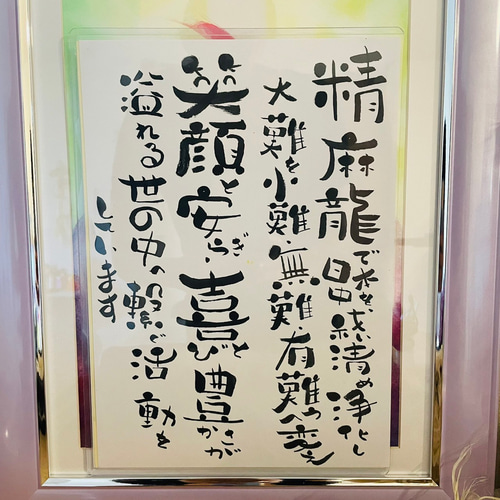 精麻龍で清め浄化し
大難を小難・無難・有難へ変え
笑顔と安らぎ・喜びと豊かさが
溢れる世の中へ繋ぐ活動を
しています